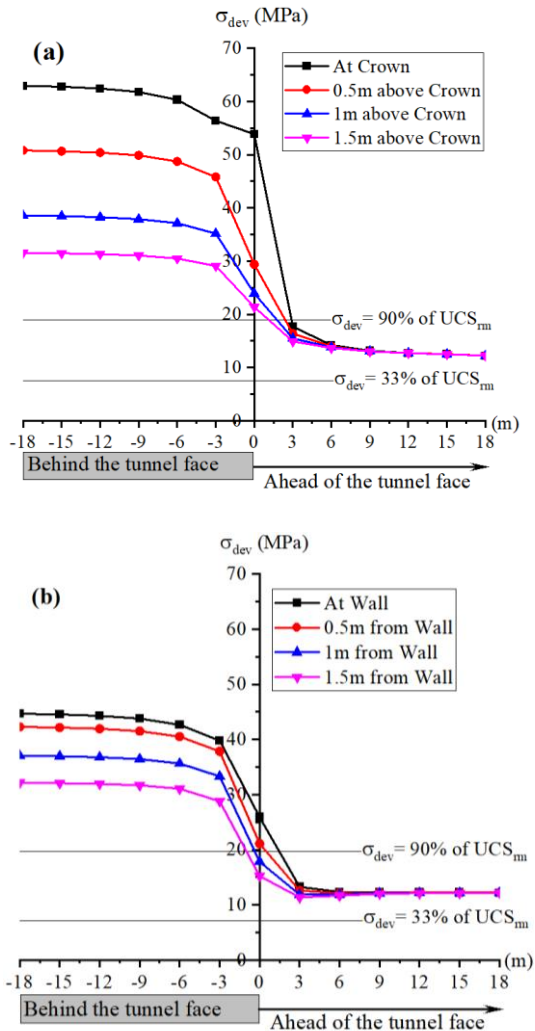 σdev (MPa)
(a)
At Crown
0.5m above Crown
1m above Crown
1.5m above Crown
70
60
50
40
30
20
10
0
σdev= 90% of UCSrm
σdev= 33% of UCSrm
-18 -15 -12 -9 -6 -3 0 3 6 9 12 15 18 (m)
Behind the tunnel face
Ahead of the tunnel face
σdev (MPa)
(b)
At Wall
0.5m from Wall
1m from Wall
1.5m from Wall
70
60
50
40
30
20
10
0
σdev= 90% of UCSrm
σdev= 33% of UCSrm
-18 -15 -12 -9 -6 -3 0 3 6 9 12 15 18 (m)
Behind the tunnel face
Ahead of the tunnel face